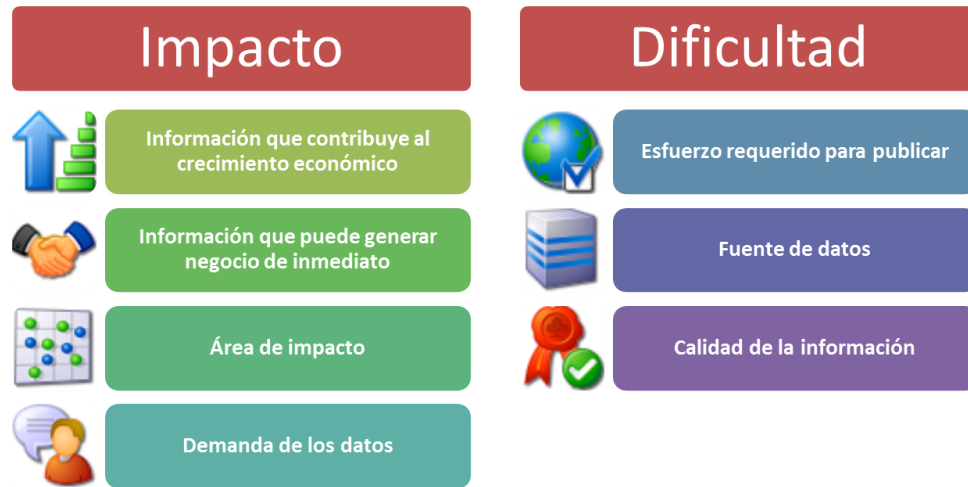 Impacto
Información que contribuye al
crecimiento económico
Información que puede generar
negocio de inmediato
Área de impacto
Demanda de los datos
Dificultad
Esfuerzo requerido para publicar
Fuente de datos
Calidad de la información